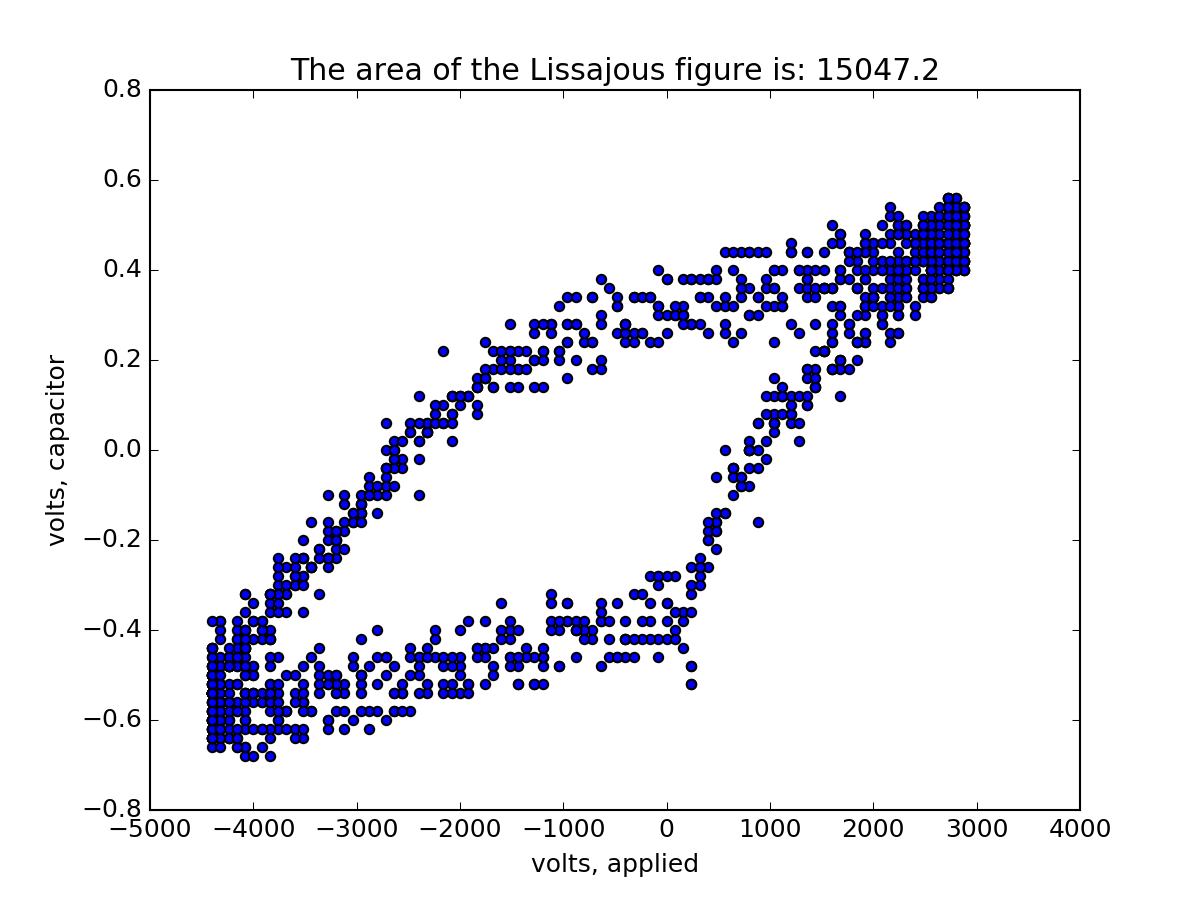 The area of the Lissajous figure is: 15047.2
0.8
0.6
0.4
0.2
0.0
−0.2
−0.4
−0.6
−0.8
volts, capacitor
−5000 −4000 −3000 −2000 −1000 0 1000 2000 3000 4000
volts, applied